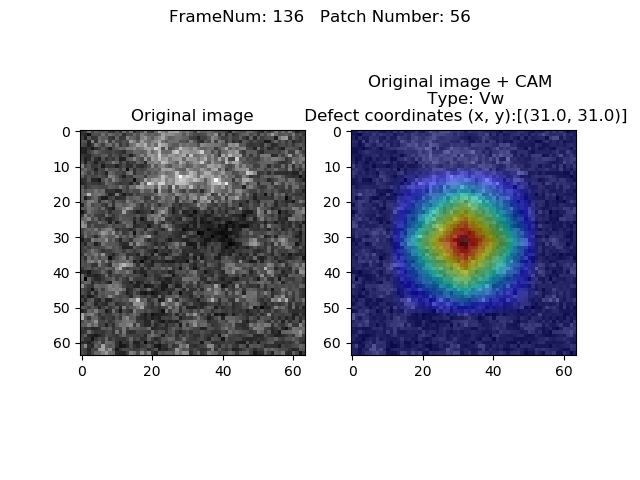 FrameNum: 136   Patch Number: 56
Original image
0
10
20
30
40
50
60
0 20 40 60
Original image + CAM
Type: Vw
Defect coordinates (x, y):[(31.0, 31.0)]
0
10
20
30
40
50
60
0 20 40 60